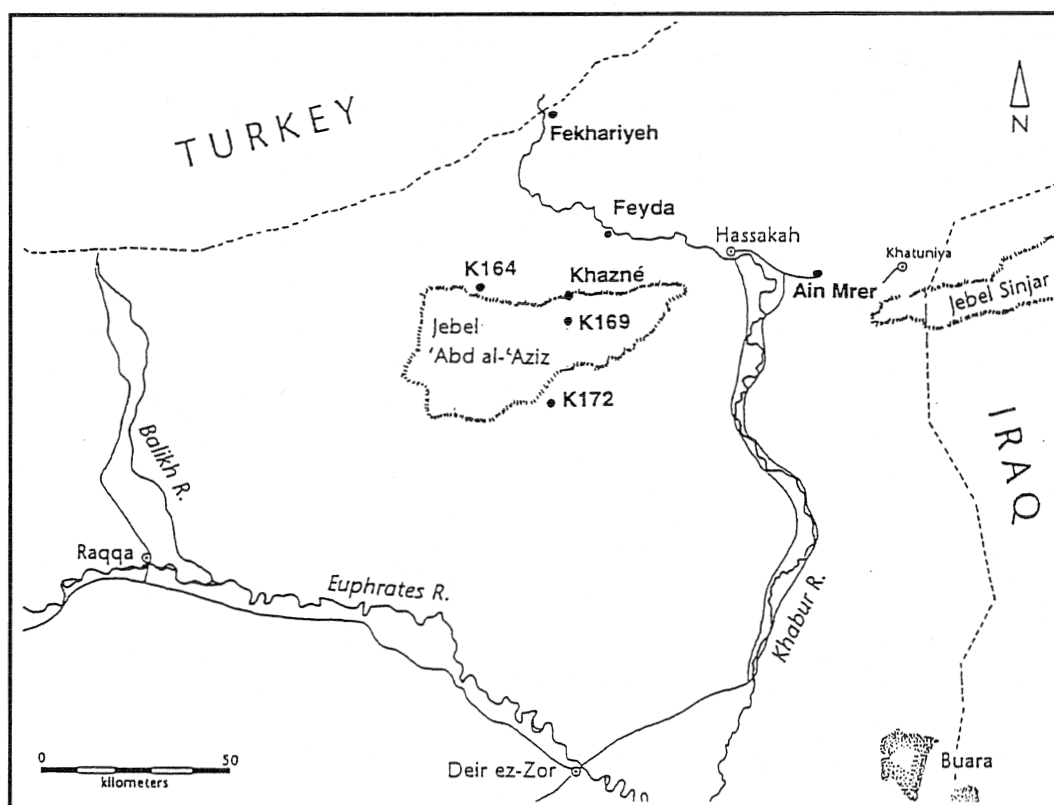 TURKEY
N
Fekhariyeh
Feyda
Hassakah
Khatuniya
K164
Khazné
Ain Mrer
Jebel Sinjar
K169
Jebel
'Abd al-'Aziz
K172
IRAQ
Balikh R.
Raqqa
Euphrates R.
Khabur R.
0 50
kilometers
Deir ez-Zor
Buara